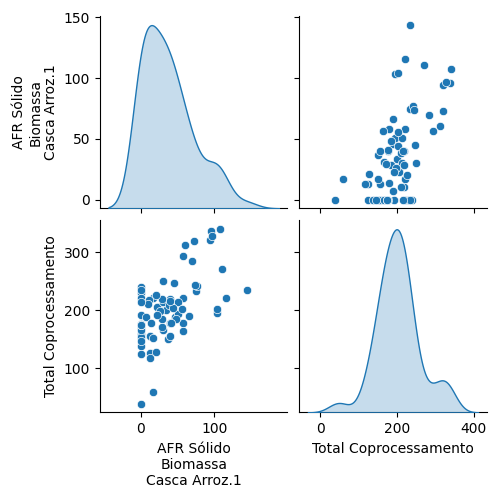 AFR Sólido
Biomassa
Casca Arroz.1
150
100
50
0
Total Coprocessamento
300
200
100
0 100
AFR Sólido
Biomassa
Casca Arroz.1
0 200 400
Total Coprocessamento